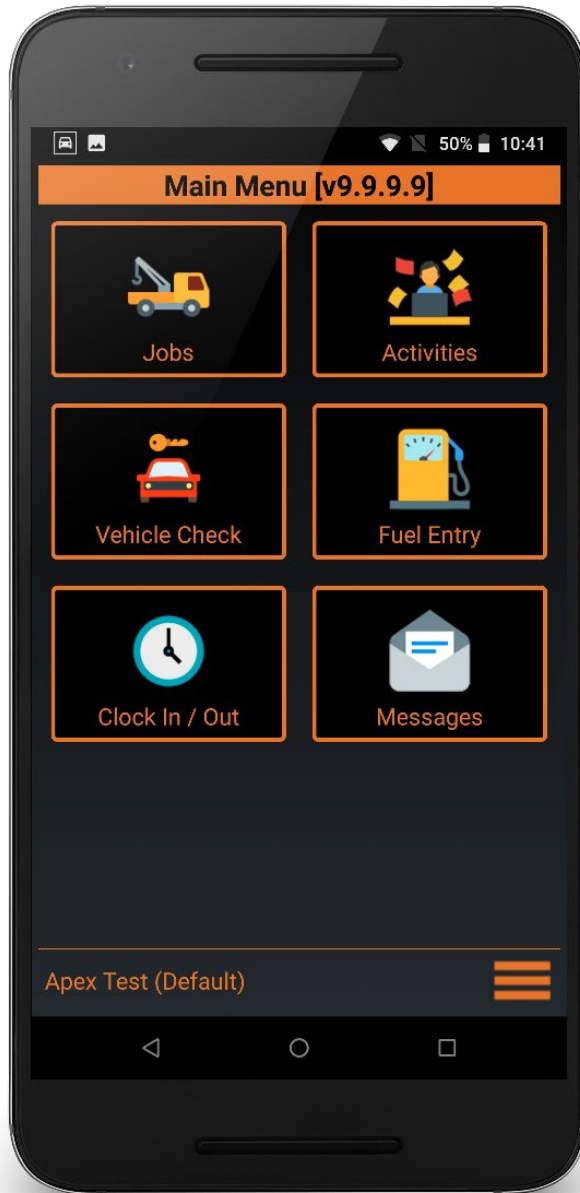 50% 10:41
Main Menu [v9.9.9.9]
Jobs Activities
Vehicle Check Fuel Entry
Clock In / Out Messages
Apex Test (Default)